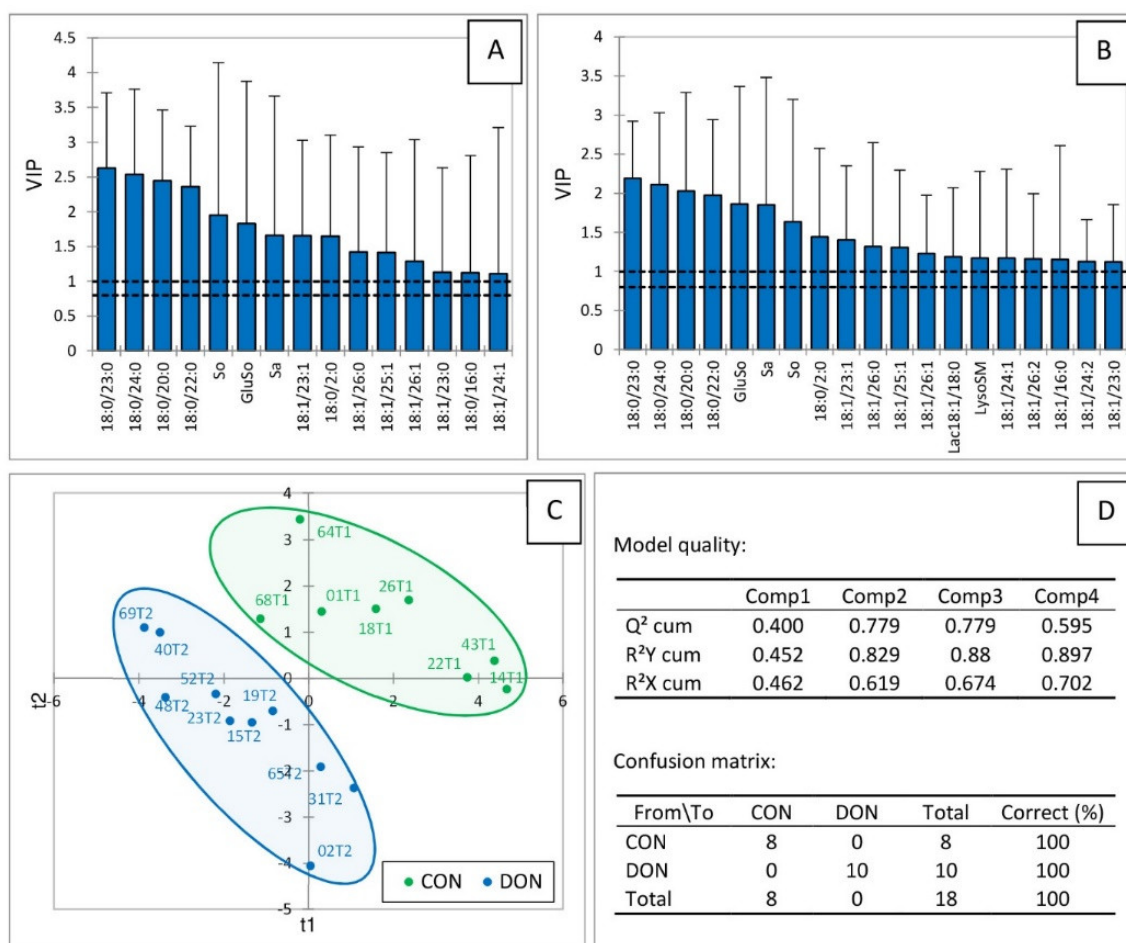 A
4.5
4
3.5
3
2.5
2
1.5
1
0.5
0
VIP
18:0/23:0
18:0/24:0
18:0/20:0
18:0/22:0
So
GluSo
Sa
18:1/23:1
18:0/2:0
18:1/26:0
18:1/25:1
18:1/26:1
18:1/23:0
18:0/16:0
18:1/24:1
B
4
3.5
3
2.5
2
1.5
1
0.5
0
VIP
18:0/23:0
18:0/24:0
18:0/20:0
18:0/22:0
GluSo
Sa
So
18:0/2:0
18:1/23:1
18:1/26:0
18:1/25:1
18:1/26:1
Lac18:1/18:0
LysoSM
18:1/24:1
18:1/26:2
18:1/16:0
18:1/24:2
18:1/23:0
C
4
3
2
1
0
-1
-2
-3
-4
-5
-6
-4
-2
0
2
4
6
t2
t1
64T1
68T1
01T1
26T1
18T1
43T1
22T1
14T1
69T2
40T2
52T2
48T2
19T2
23T2
15T2
65T2
31T2
02T2
CON
DON
D
Model quality:
Comp1 Comp2 Comp3 Comp4
Q² cum 0.400 0.779 0.779 0.595
R²Y cum 0.452 0.829 0.88 0.897
R²X cum 0.462 0.619 0.674 0.702
Confusion matrix:
From\To CON DON Total Correct (%)
CON 8 0 8 100
DON 0 10 10 100
Total 8 0 18 100